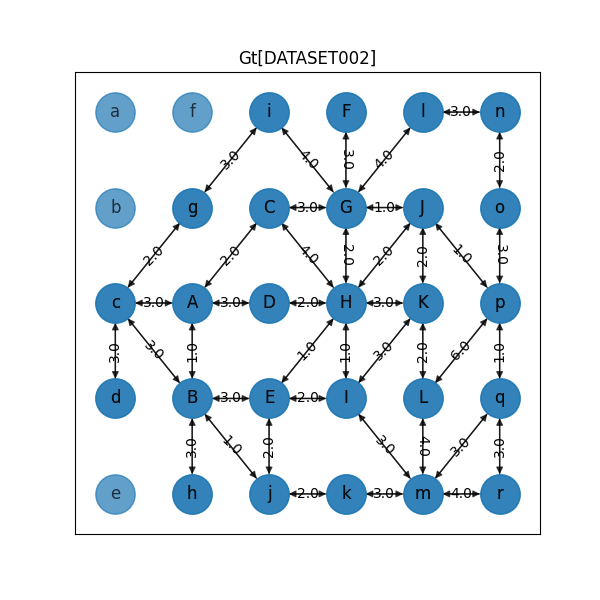 Gt[DATASET002]
a f i F l 3.0 n
3.0 4.0 3.0 4.0 2.0
b g C 3.0 G 1.0 J o
2.0 2.0 4.0 2.0 2.0 2.0 1.0 3.0
c 3.0 A 3.0 D 2.0 H 3.0 K p
3.0 3.0 1.0 1.0 1.0 3.0 2.0 6.0 1.0
d B 3.0 E 2.0 I L q
3.0 1.0 2.0 3.0 4.0 3.0 3.0
e h j 2.0 k 3.0 m 4.0 r